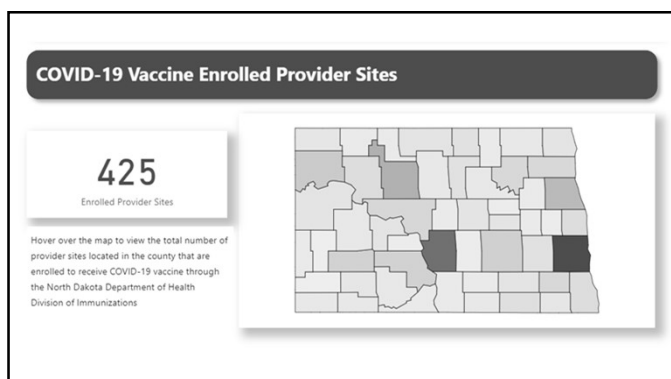 COVID-19 Vaccine Enrolled Provider Sites
425
Enrolled Provider Sites
Hover over the map to view the total number of
provider sites located in the county that are
enrolled to receive COVID-19 vaccine through
the North Dakota Department of Health
Division of Immunizations